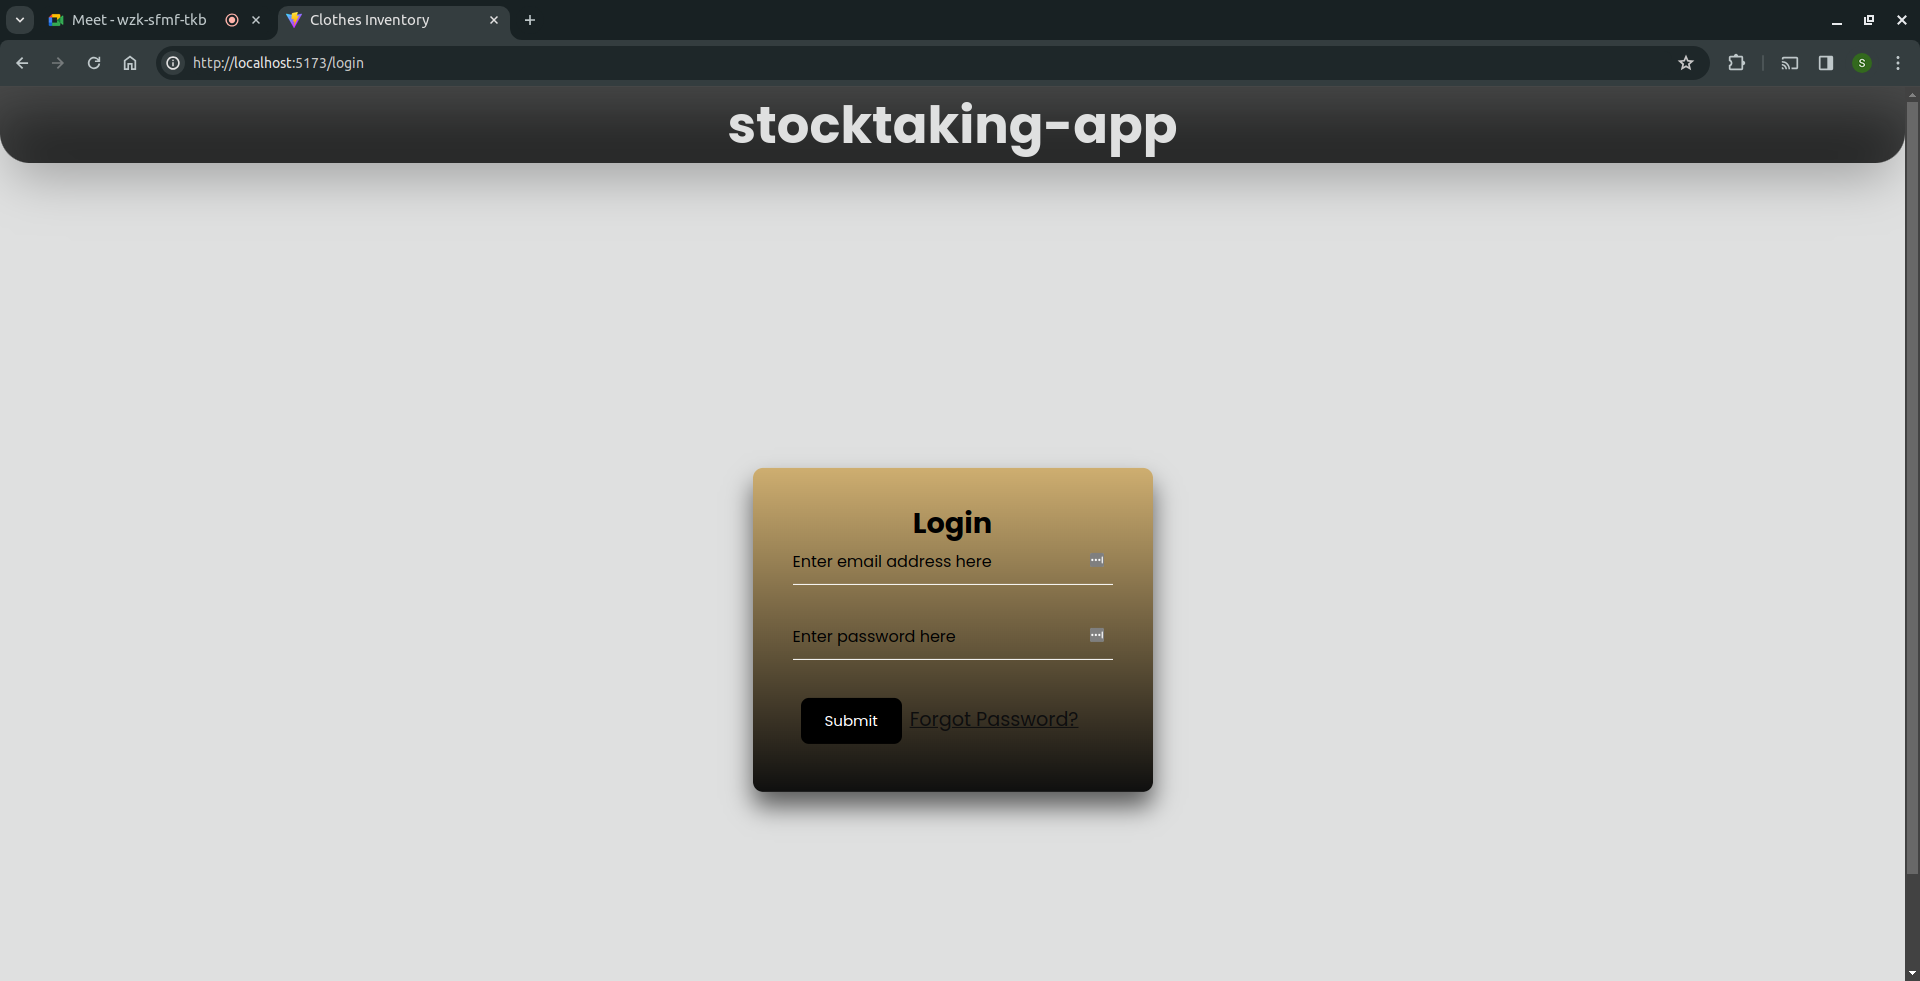 Meet - wzk-sfmf-tkb
Clothes Inventory
http://localhost:5173/login
S
stocktaking-app
Login
Enter email address here
Enter password here
Submit Forgot Password?